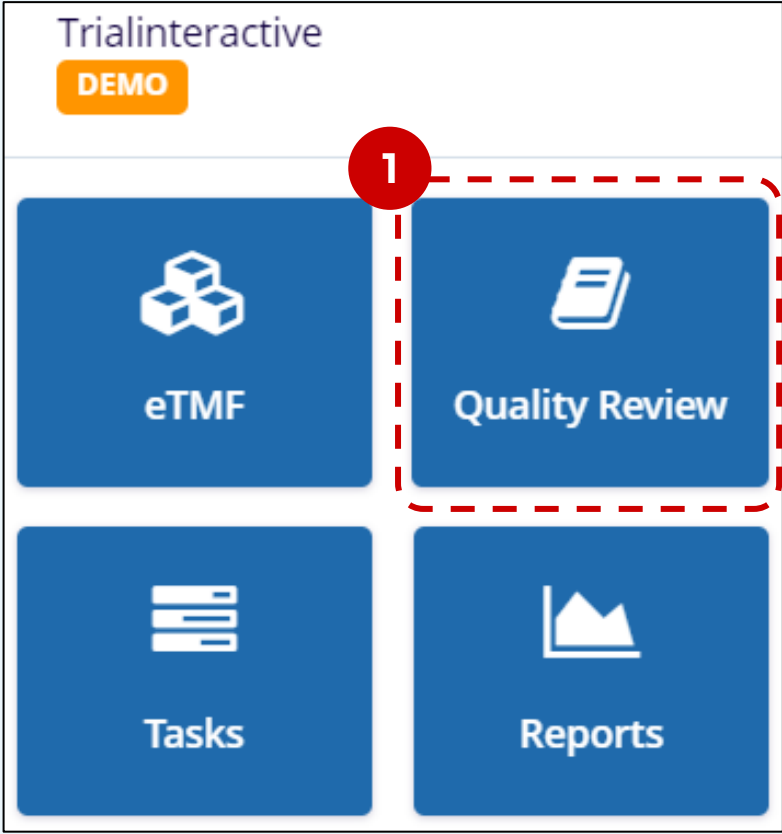 Trialinteractive
DEMO
1
eTMF
Quality Review
Tasks
Reports